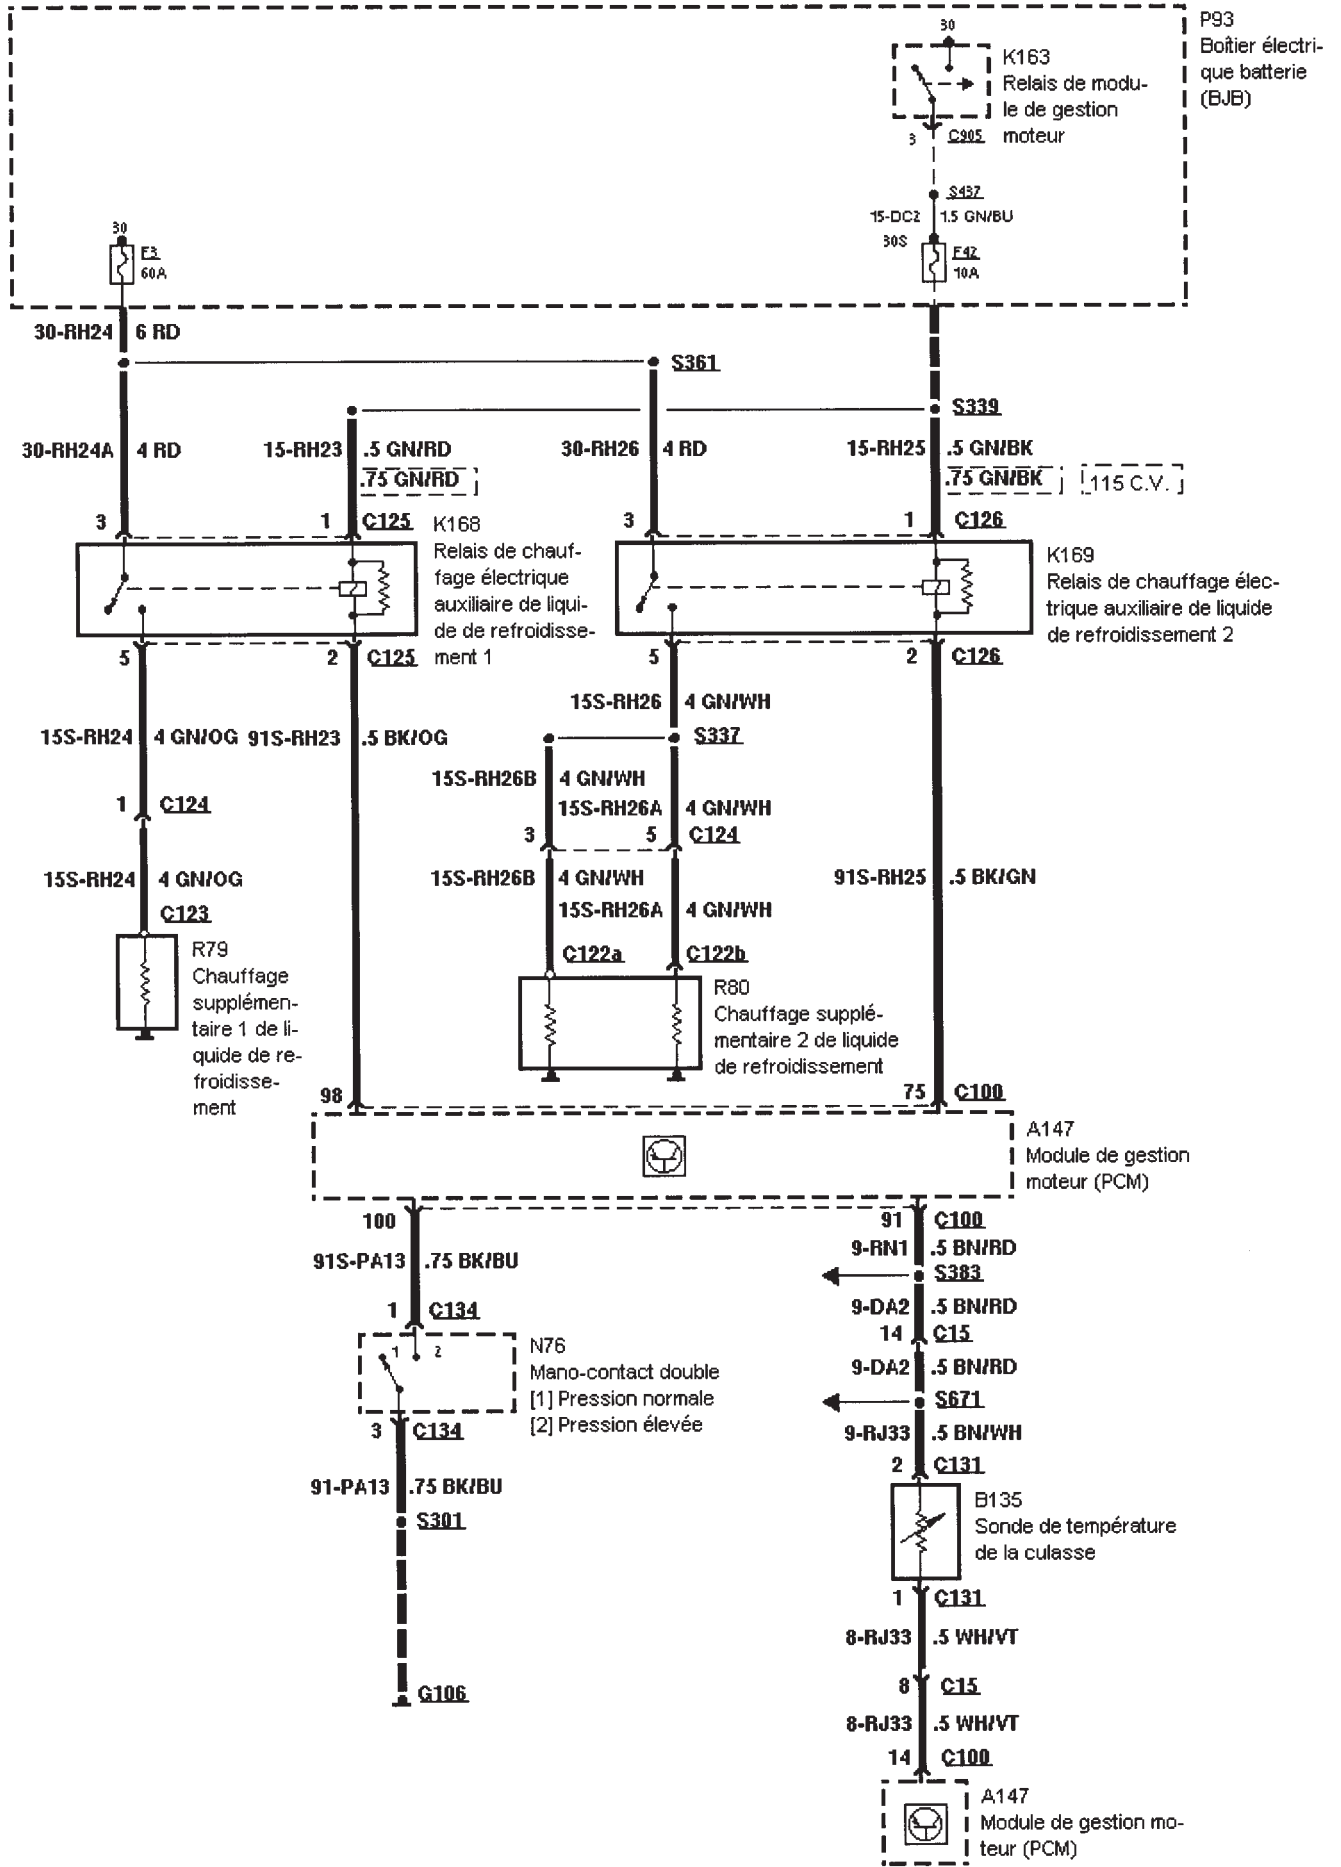 P93
Boîtier électri-
que batterie
(BJB)
30
K163
Relais de modu-
le de gestion
moteur
3 C905
S437
15-DC2 1.5 GN/BU
30S
F42
10A
30
F3
60A
30-RH24 6 RD
S361
S339
30-RH24A 4 RD
15-RH23 .5 GN/RD
.75 GN/RD
30-RH26 4 RD
15-RH25 .5 GN/BK
.75 GN/BK
115 C.V.
3 1 C125
K168
Relais de chauf-
fage électrique
auxiliaire de liqui-
de de refroidisse-
ment 1
3 1 C126
K169
Relais de chauffage élec-
trique auxiliaire de liquide
de refroidissement 2
5 2 C125
5 2 C126
15S-RH26 4 GN/WH
S337
15S-RH24 4 GN/OG
91S-RH23 .5 BK/OG
15S-RH26B 4 GN/WH
15S-RH26A 4 GN/WH
1 C124
3 5 C124
15S-RH24 4 GN/OG
15S-RH26B 4 GN/WH
91S-RH25 .5 BK/GN
15S-RH26A 4 GN/WH
C123
C122a
C122b
R79
Chauffage
supplémen-
taire 1 de li-
quide de re-
froidisse-
ment
R80
Chauffage supplé-
mentaire 2 de liquide
de refroidissement
98 75 C100
A147
Module de gestion
moteur (PCM)
100 91 C100
91S-PA13 .75 BK/BU
9-RN1 .5 BN/RD
S383
9-DA2 .5 BN/RD
1 C134
14 C15
1 2
N76
Mano-contact double
[1] Pression normale
[2] Pression élevée
9-DA2 .5 BN/RD
S671
3 C134
9-RJ33 .5 BN/WH
2 C131
91-PA13 .75 BK/BU
S301
B135
Sonde de température
de la culasse
1 C131
8-RJ33 .5 WH/VT
8 C15
G106
8-RJ33 .5 WH/VT
14 C100
A147
Module de gestion mo-
teur (PCM)